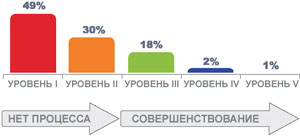 49%
30%
18%
2%
1%
УРОВЕНЬ I
УРОВЕНЬ II
УРОВЕНЬ III
УРОВЕНЬ IV
УРОВЕНЬ V
НЕТ ПРОЦЕССА
СОВЕРШЕНСТВОВАНИЕ